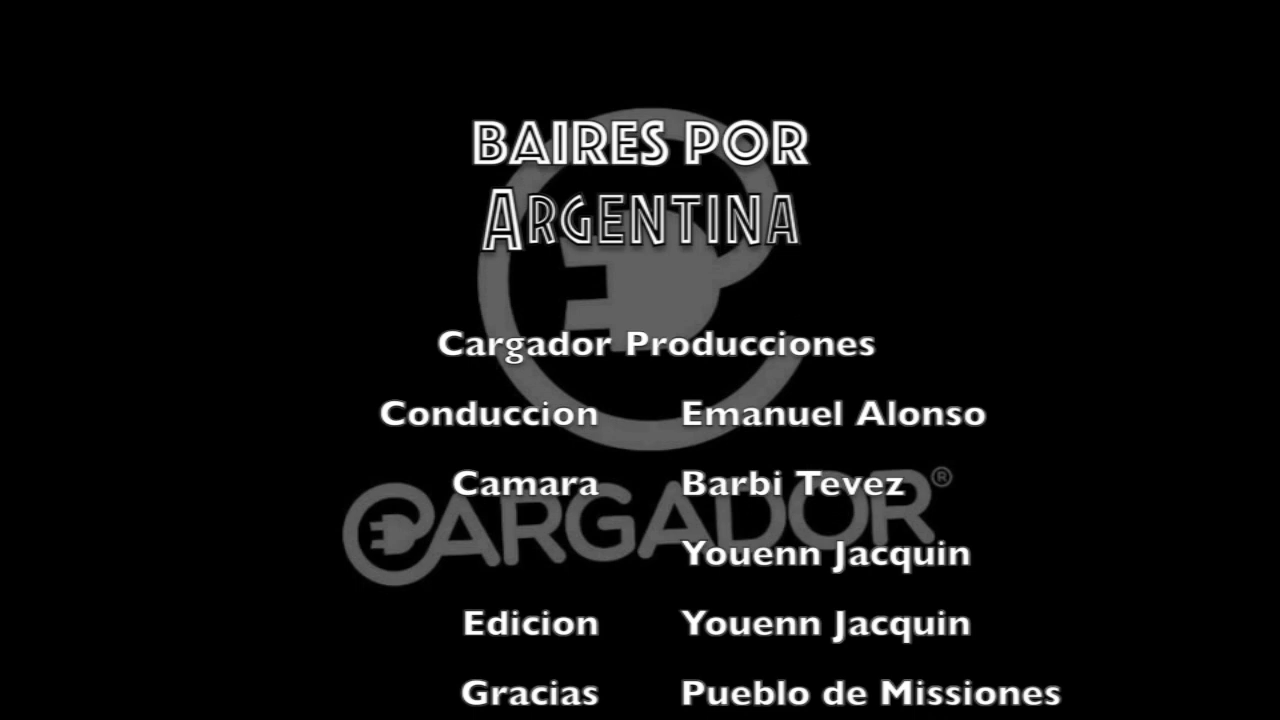 BAIRES POR
ARGENTINA
Cargador Producciones
Conduccion Emanuel Alonso
Camara Barbi Tevez
CARGADOR®
Youenn Jacquin
Edicion Youenn Jacquin
Gracias Pueblo de Missiones